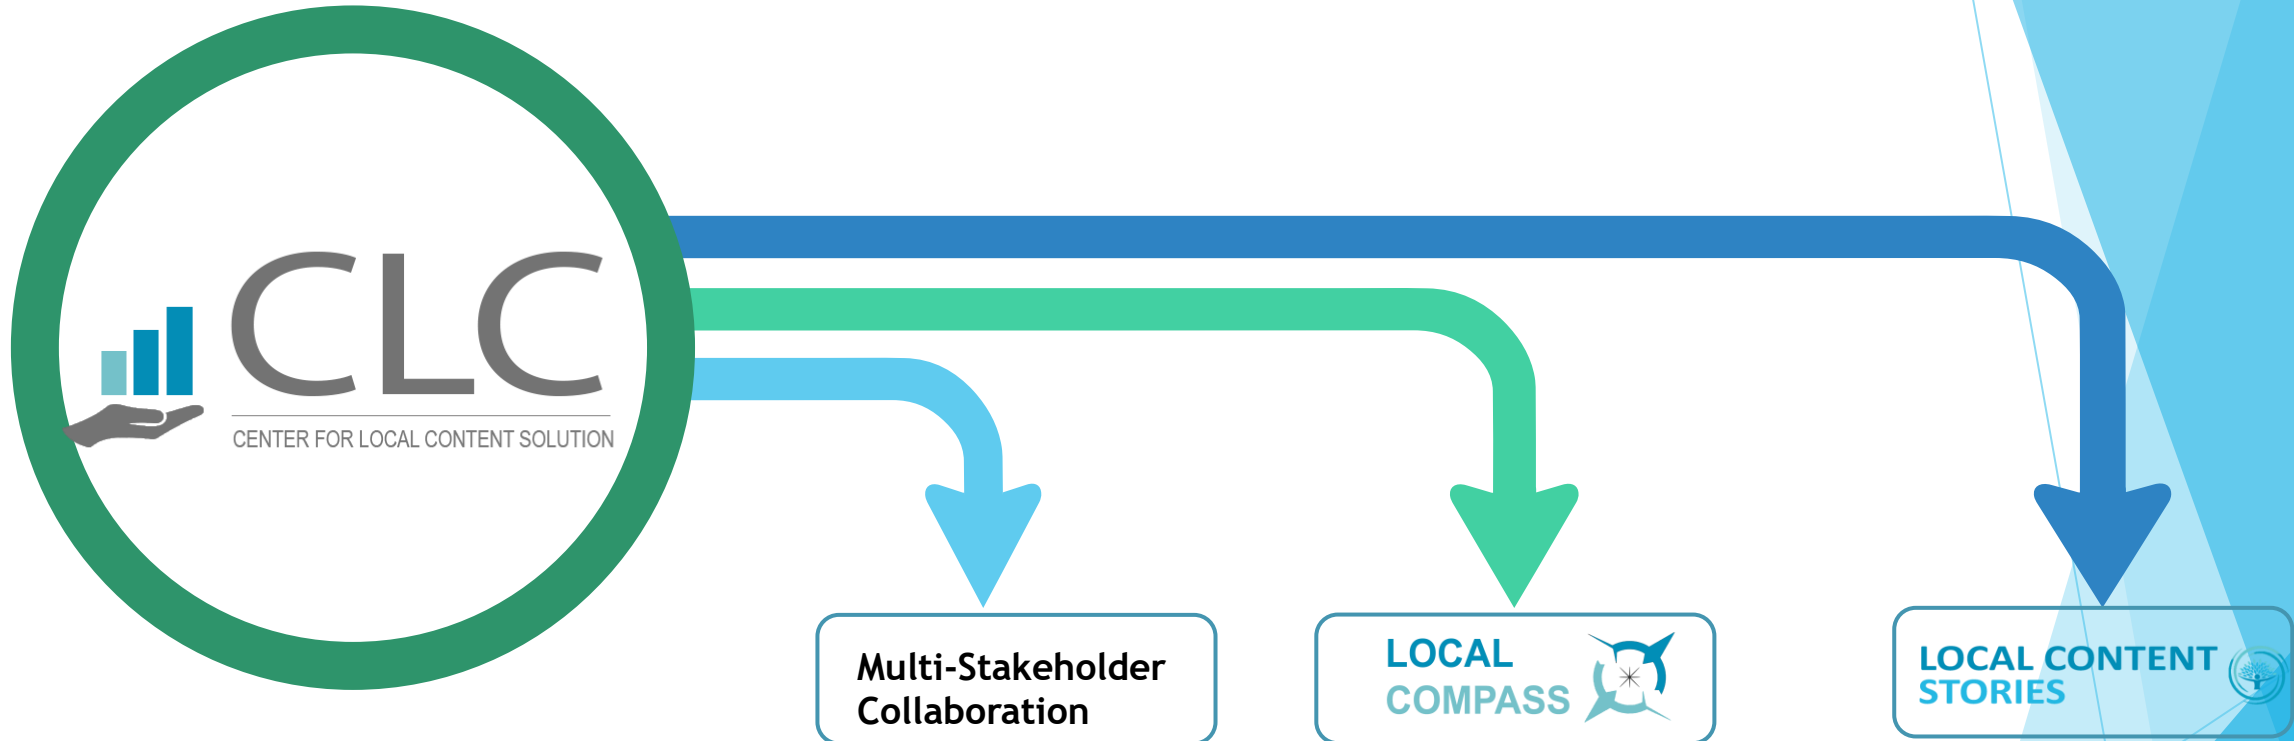 CLC
CENTER FOR LOCAL CONTENT SOLUTION
Multi-Stakeholder
Collaboration
LOCAL
COMPASS
LOCAL CONTENT
STORIES